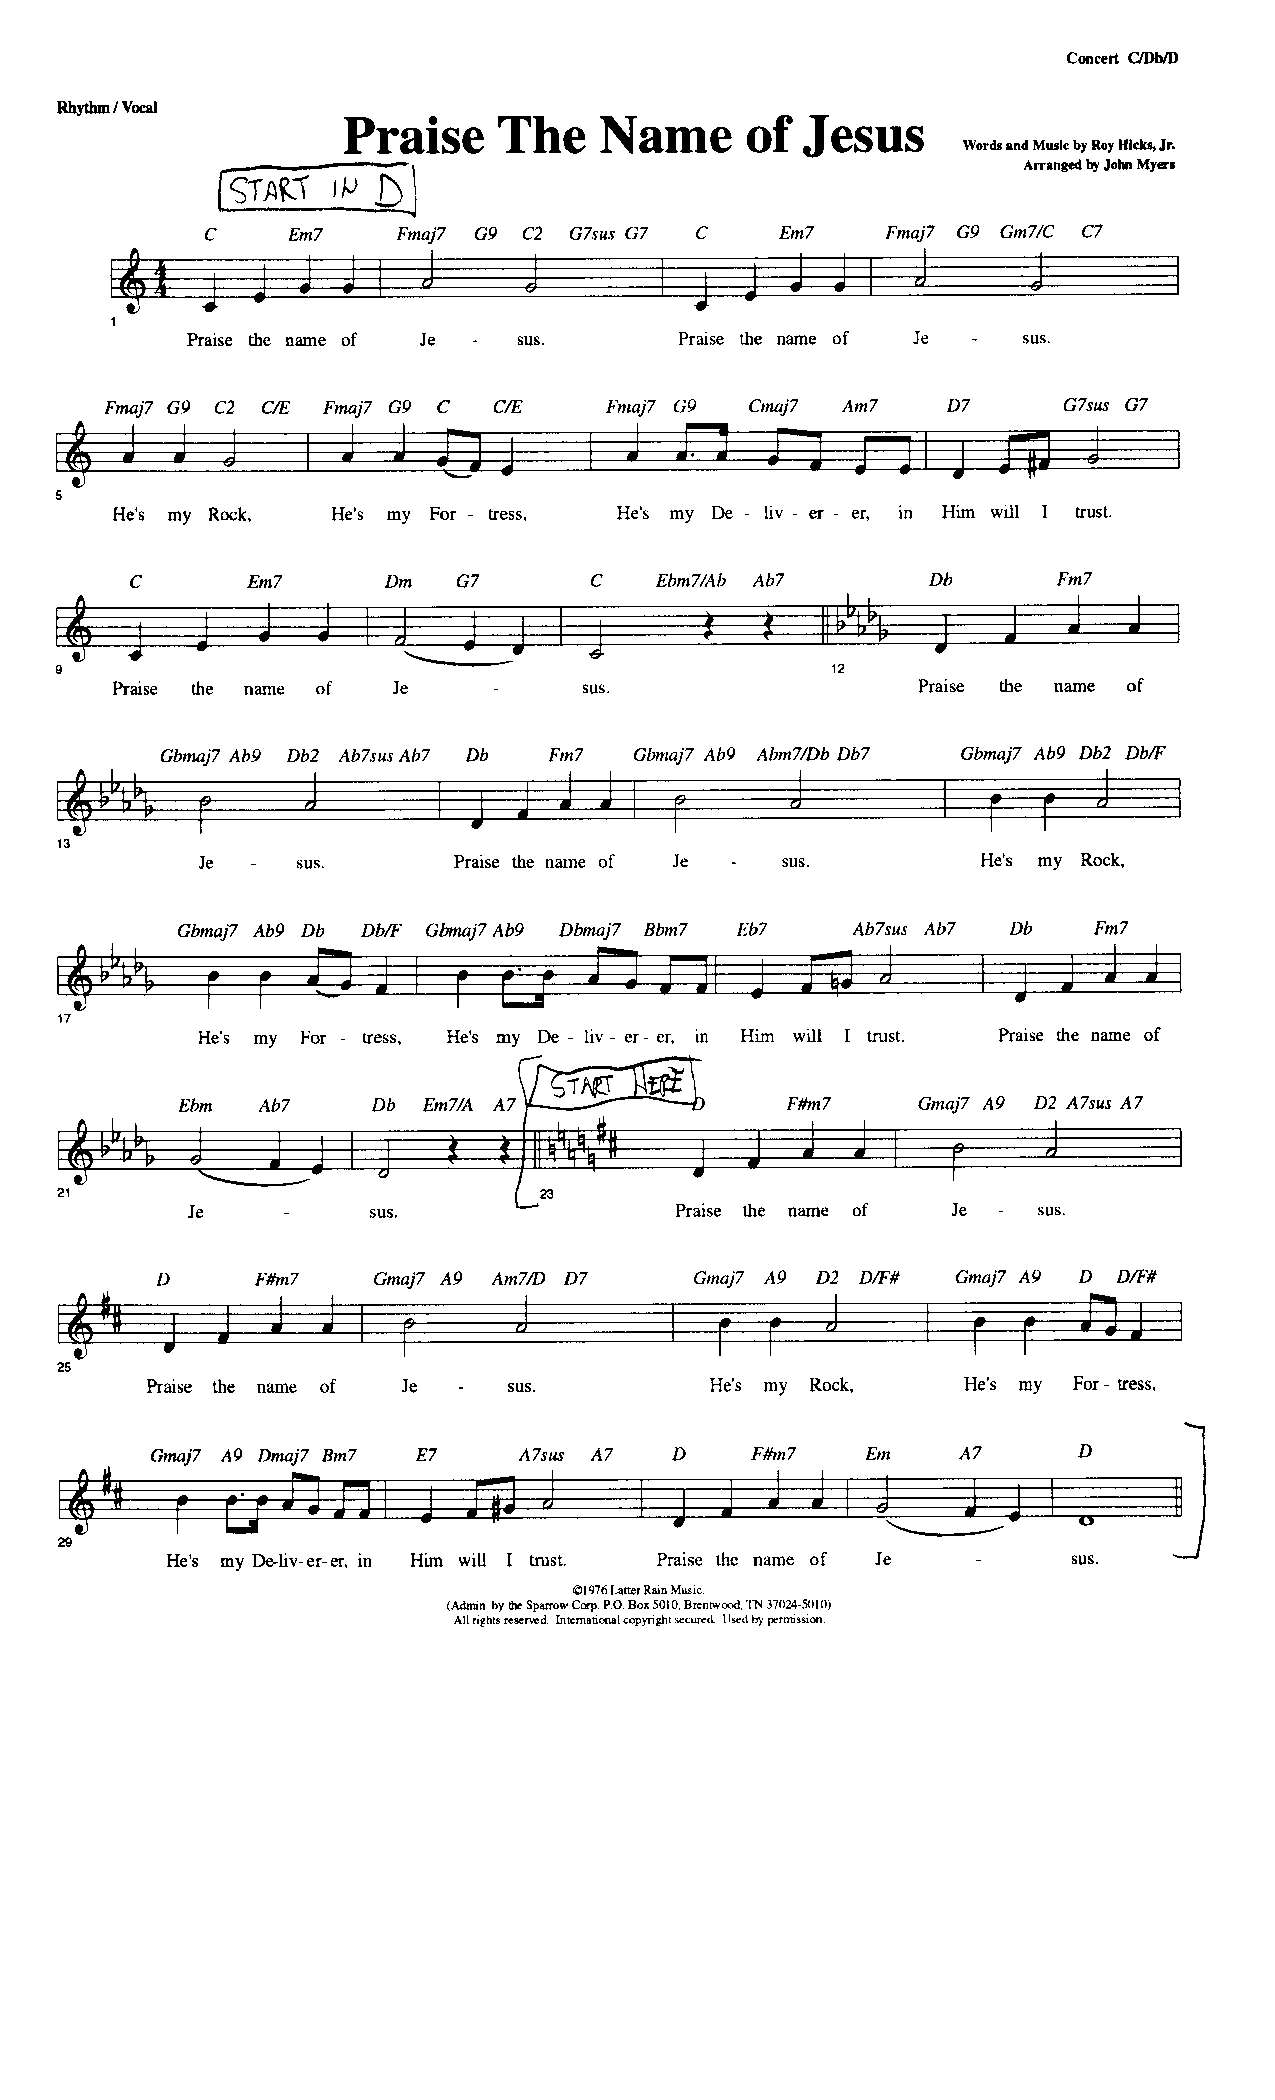 Concert C/Db/D
Rhythm / Vocal
Praise The Name of Jesus
Words and Music by Roy Hicks, Jr.
Arranged by John Myers
START IN D
C Em7 Fmaj7 G9 C2 G7sus G7 C Em7 Fmaj7 G9 Gm7/C C7
1
Praise the name of Je - sus. Praise the name of Je - sus.
Fmaj7 G9 C2 C/E Fmaj7 G9 C C/E Fmaj7 G9 Cmaj7 Am7 D7 G7sus G7
5
He's my Rock, He's my For - tress, He's my De - liv - er - er, in Him will I trust.
C Em7 Dm G7 C Ebm7/Ab Ab7 Db Fm7
9 12
Praise the name of Je - sus. Praise the name of
Gbmaj7 Ab9 Db2 Ab7sus Ab7 Db Fm7 Gbmaj7 Ab9 Abm7/Db Db7 Gbmaj7 Ab9 Db2 Db/F
13
Je - sus. Praise the name of Je - sus. He's my Rock,
Gbmaj7 Ab9 Db Db/F Gbmaj7 Ab9 Dbmaj7 Bbm7 Eb7 Ab7sus Ab7 Db Fm7
17
He's my For - tress, He's my De - liv - er - er, in Him will I trust. Praise the name of
START HERE
Ebm Ab7 Db Em7/A A7 D F#m7 Gmaj7 A9 D2 A7sus A7
21 23
Je - sus. Praise the name of Je - sus.
D F#m7 Gmaj7 A9 Am7/D D7 Gmaj7 A9 D2 D/F# Gmaj7 A9 D D/F#
25
Praise the name of Je - sus. He's my Rock, He's my For - tress,
Gmaj7 A9 Dmaj7 Bm7 E7 A7sus A7 D F#m7 Em A7 D
29
He's my De-liv-er-er, in Him will I trust. Praise the name of Je - sus.
©1976 Latter Rain Music.
(Admin by the Sparrow Corp. P.O. Box 5010, Brentwood, TN 37024-5010)
All rights reserved. International copyright secured. Used by permission.